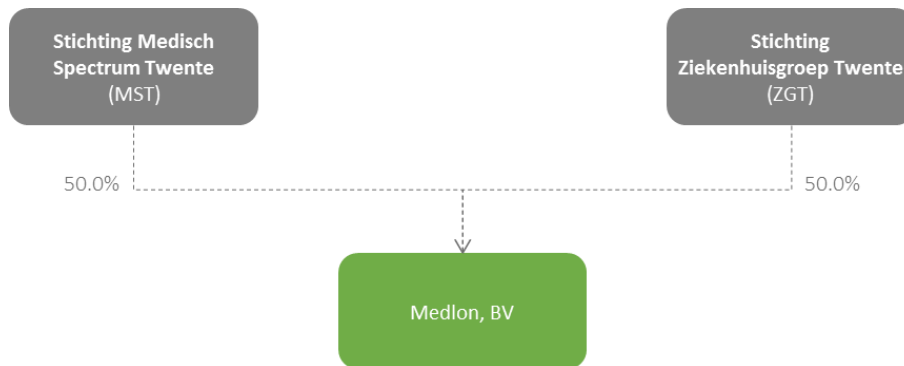 Stichting Medisch
Spectrum Twente
(MST)
Stichting
Ziekenhuisgroep Twente
(ZGT)
50.0%
50.0%
Medlon, BV